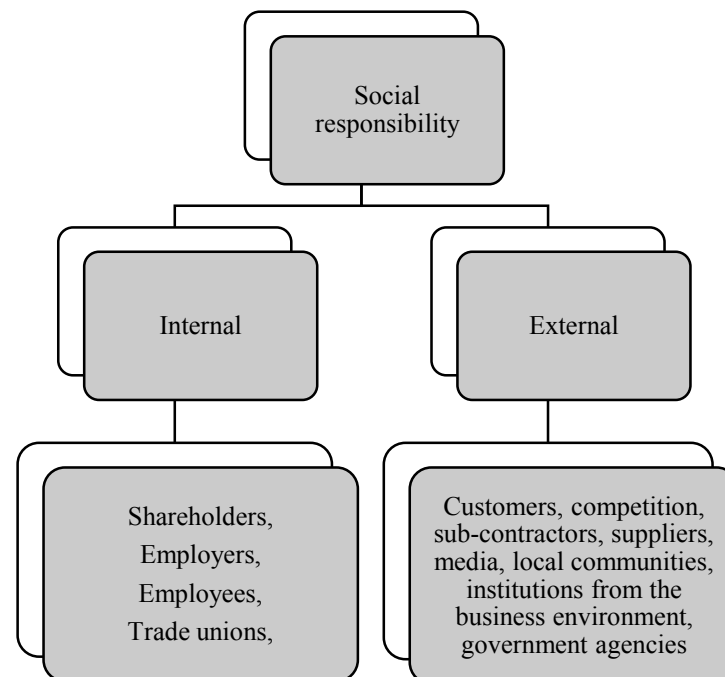 Social
responsibility
Internal
External
Shareholders,
Employers,
Employees,
Trade unions,
Customers, competition,
sub-contractors, suppliers,
media, local communities,
institutions from the
business environment,
government agencies